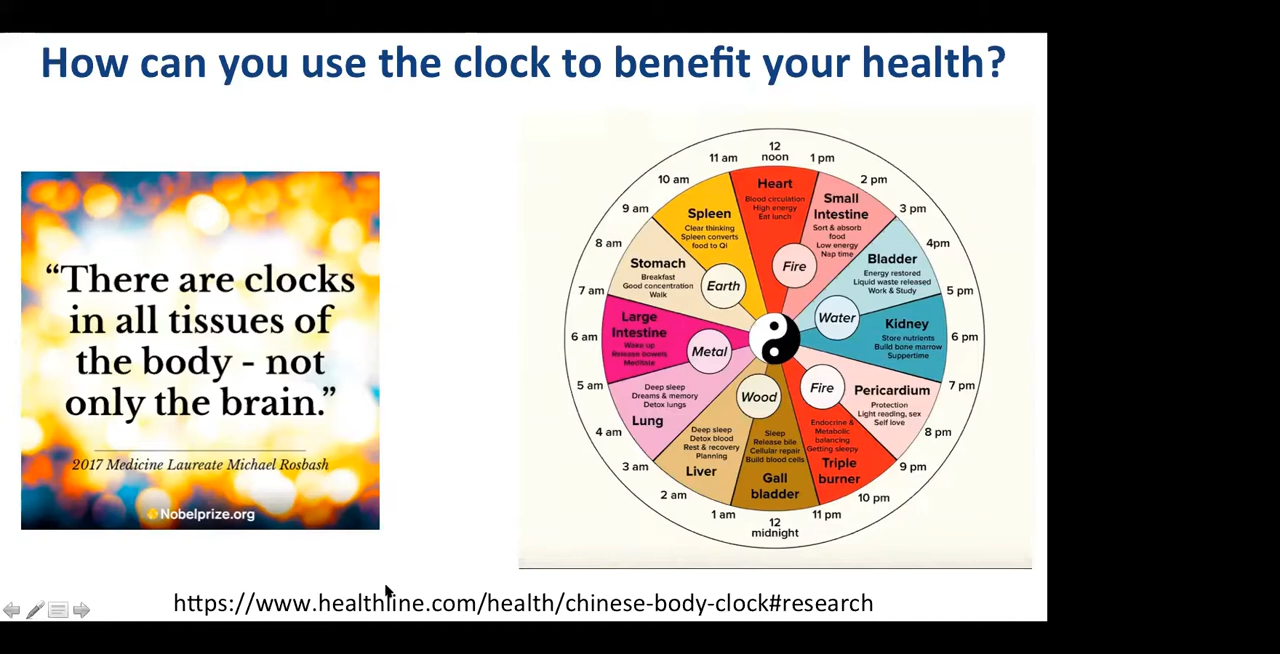 How can you use the clock to benefit your health?
“There are clocks
in all tissues of
the body - not
only the brain.”
2017 Medicine Laureate Michael Rosbash
Nobelprize.org
12
noon
1 pm
2 pm
3 pm
4pm
5 pm
6 pm
7 pm
8 pm
9 pm
10 pm
11 pm
12
midnight
1 am
2 am
3 am
4 am
5 am
6 am
7 am
8 am
9 am
10 am
11 am
Heart
Blood circulation
High energy
Eat lunch
Small
Intestine
Sort & absorb
food
Low energy
Nap time
Fire
Bladder
Energy restored
Liquid waste released
Work & Study
Water
Kidney
Store nutrients
Build bone marrow
Suppertime
Pericardium
Protection
Light reading, sex
Self love
Fire
Endocrine &
Metabolic
balancing
Getting sleepy
Triple
burner
Sleep
Release bile
Cellular repair
Build blood cells
Gall
bladder
Wood
Deep sleep
Detox blood
Rest & recovery
Planning
Liver
Deep sleep
Dreams & memory
Detox lungs
Lung
Metal
Large
Intestine
Wake up
Release bowels
Meditate
Stomach
Breakfast
Good concentration
Walk
Earth
Spleen
Clear thinking
Spleen converts
food to Qi
https://www.healthline.com/health/chinese-body-clock#research